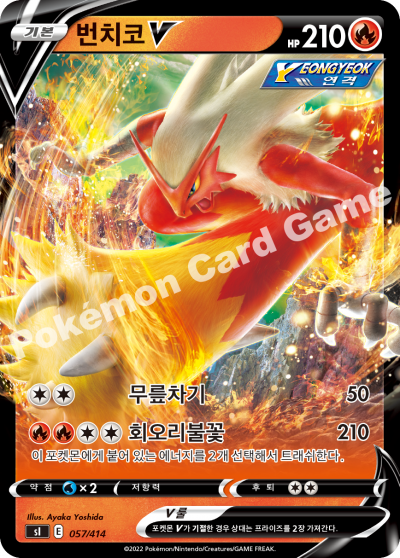 기본 번치코 V HP 210
YEONGYEOK
연격
Pokémon Card Game
무릎차기 50
회오리불꽃 210
이 포켓몬에게 붙어 있는 에너지를 2개 선택해서 트래쉬한다.
약점 ×2 저항력 후퇴
V룰
포켓몬V가 기절한 경우 상대는 프라이즈를 2장 가져간다.
Illus. Ayaka Yoshida
sI E 057/414
©2022 Pokémon/Nintendo/Creatures/GAME FREAK.